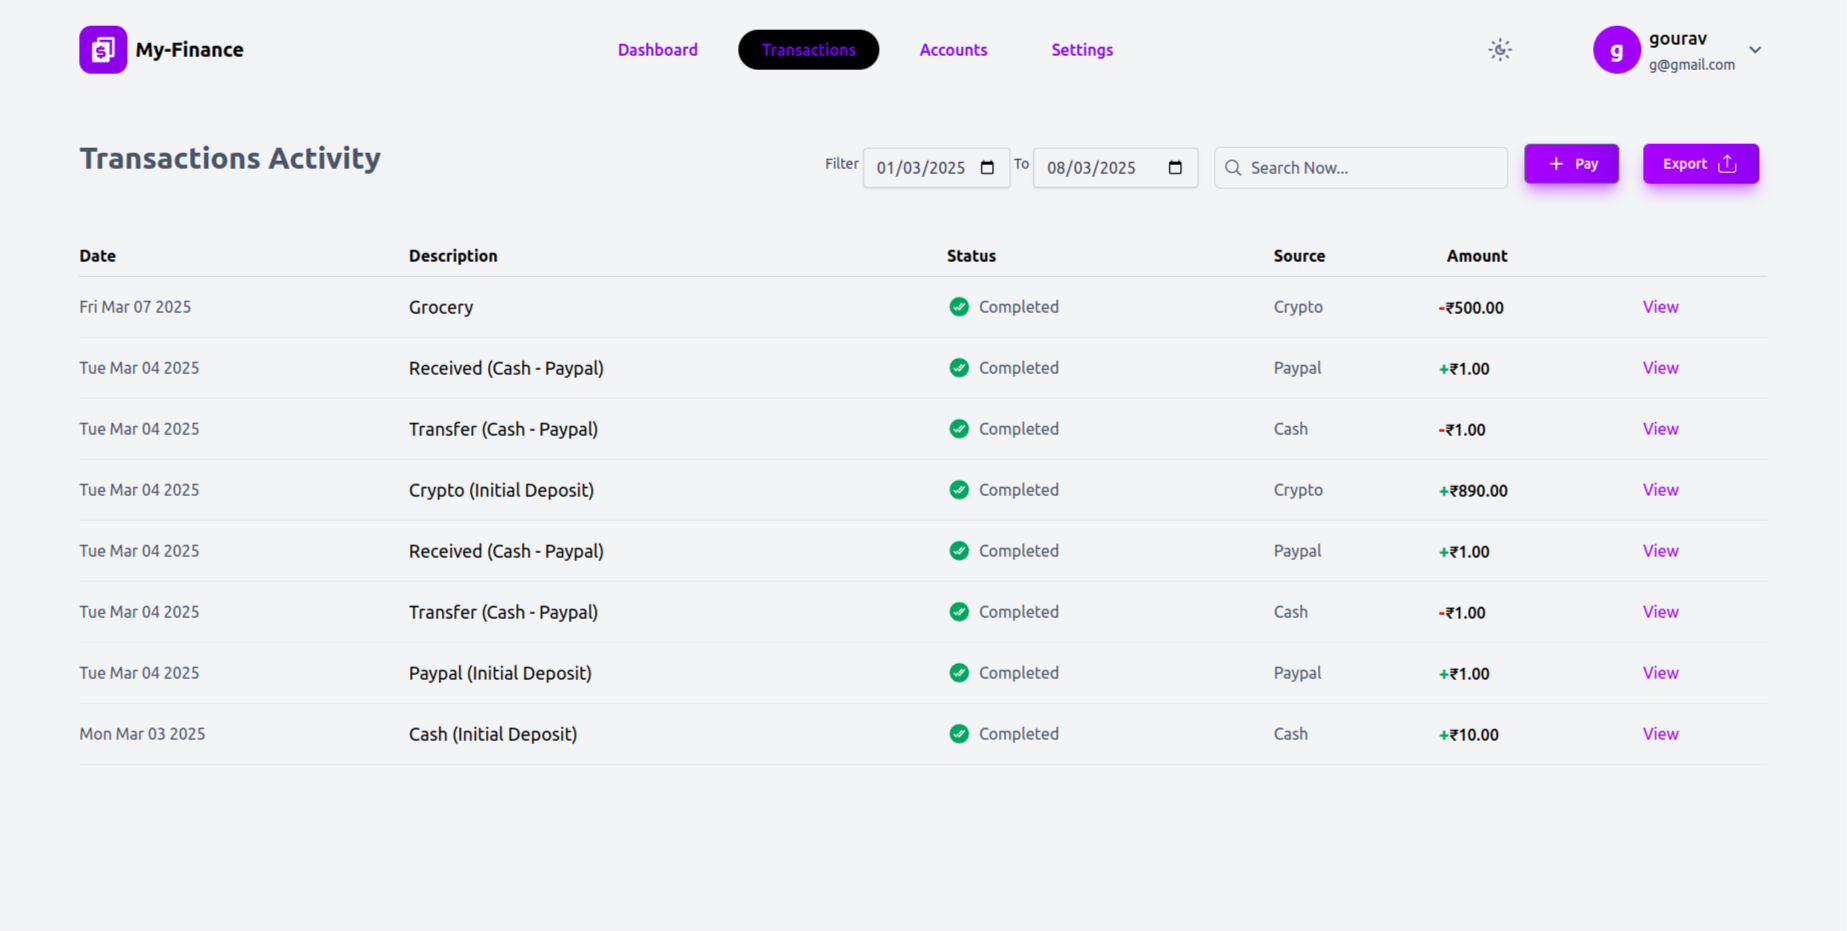 My-Finance Dashboard Transactions Accounts Settings g gourav
g@gmail.com
Transactions Activity Filter 01/03/2025 To 08/03/2025 Search Now... + Pay Export
Date Description Status Source Amount
Fri Mar 07 2025 Grocery Completed Crypto -₹500.00 View
Tue Mar 04 2025 Received (Cash - Paypal) Completed Paypal +₹1.00 View
Tue Mar 04 2025 Transfer (Cash - Paypal) Completed Cash -₹1.00 View
Tue Mar 04 2025 Crypto (Initial Deposit) Completed Crypto +₹890.00 View
Tue Mar 04 2025 Received (Cash - Paypal) Completed Paypal +₹1.00 View
Tue Mar 04 2025 Transfer (Cash - Paypal) Completed Cash -₹1.00 View
Tue Mar 04 2025 Paypal (Initial Deposit) Completed Paypal +₹1.00 View
Mon Mar 03 2025 Cash (Initial Deposit) Completed Cash +₹10.00 View